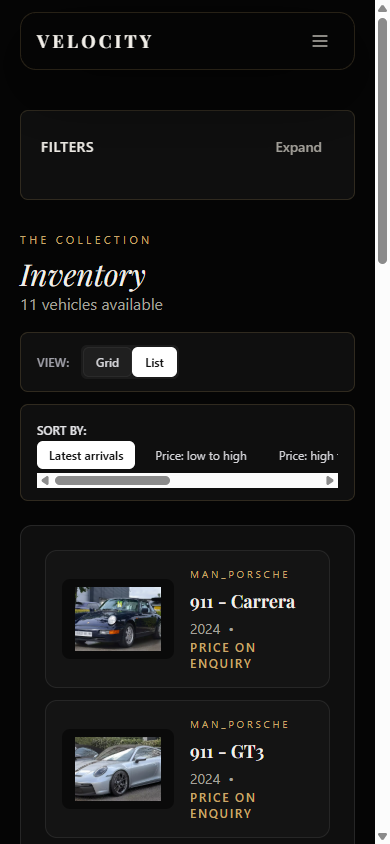 VELOCITY
FILTERS
Expand
THE COLLECTION
Inventory
11 vehicles available
VIEW:
Grid
List
SORT BY:
Latest arrivals
Price: low to high
Price: high
MAN_PORSCHE
911 - Carrera
2024 •
PRICE ON
ENQUIRY
MAN_PORSCHE
911 - GT3
2024 •
PRICE ON
ENQUIRY